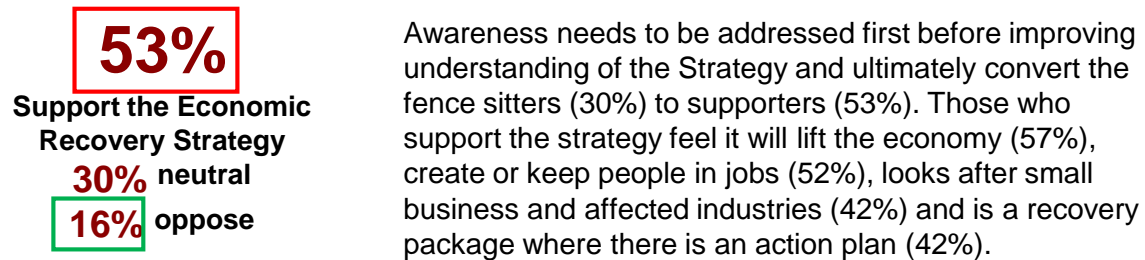 53%
Support the Economic
Recovery Strategy
30% neutral
16% oppose
Awareness needs to be addressed first before improving
understanding of the Strategy and ultimately convert the
fence sitters (30%) to supporters (53%). Those who
support the strategy feel it will lift the economy (57%),
create or keep people in jobs (52%), looks after small
business and affected industries (42%) and is a recovery
package where there is an action plan (42%).